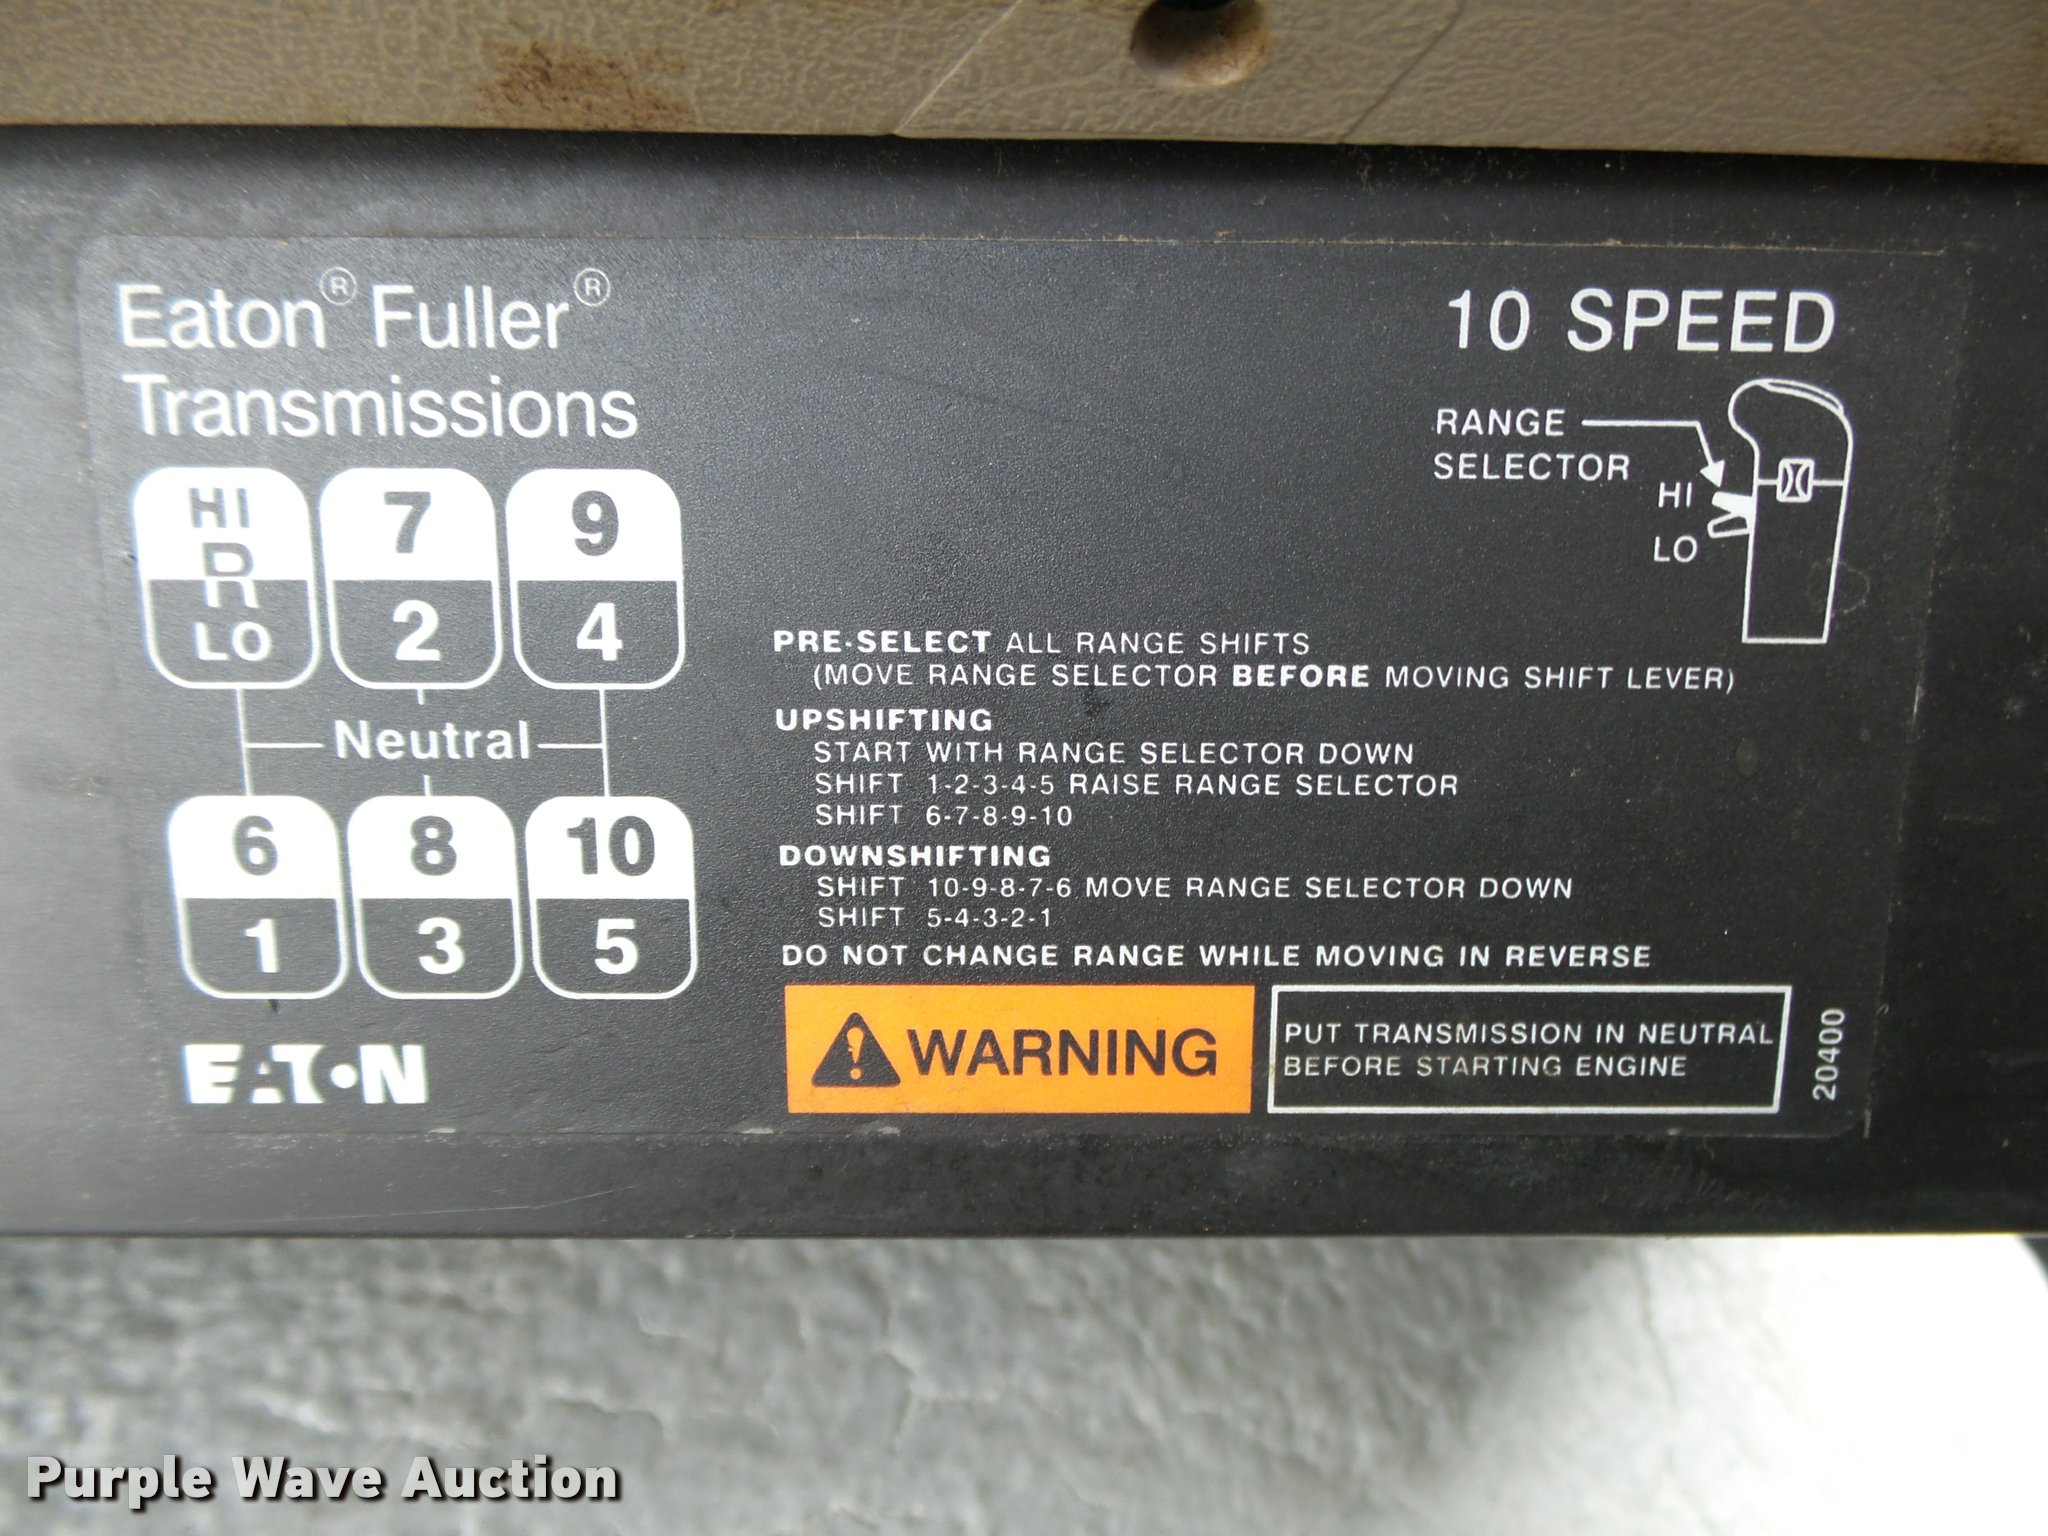 Eaton® Fuller®
Transmissions
10 SPEED
RANGE
SELECTOR
HI
LO
HI
R
LO
7
2
9
4
Neutral
6
1
8
3
10
5
PRE-SELECT ALL RANGE SHIFTS
(MOVE RANGE SELECTOR BEFORE MOVING SHIFT LEVER)
UPSHIFTING
START WITH RANGE SELECTOR DOWN
SHIFT 1-2-3-4-5 RAISE RANGE SELECTOR
SHIFT 6-7-8-9-10
DOWNSHIFTING
SHIFT 10-9-8-7-6 MOVE RANGE SELECTOR DOWN
SHIFT 5-4-3-2-1
DO NOT CHANGE RANGE WHILE MOVING IN REVERSE
WARNING
PUT TRANSMISSION IN NEUTRAL
BEFORE STARTING ENGINE
20400
EATON
Purple Wave Auction